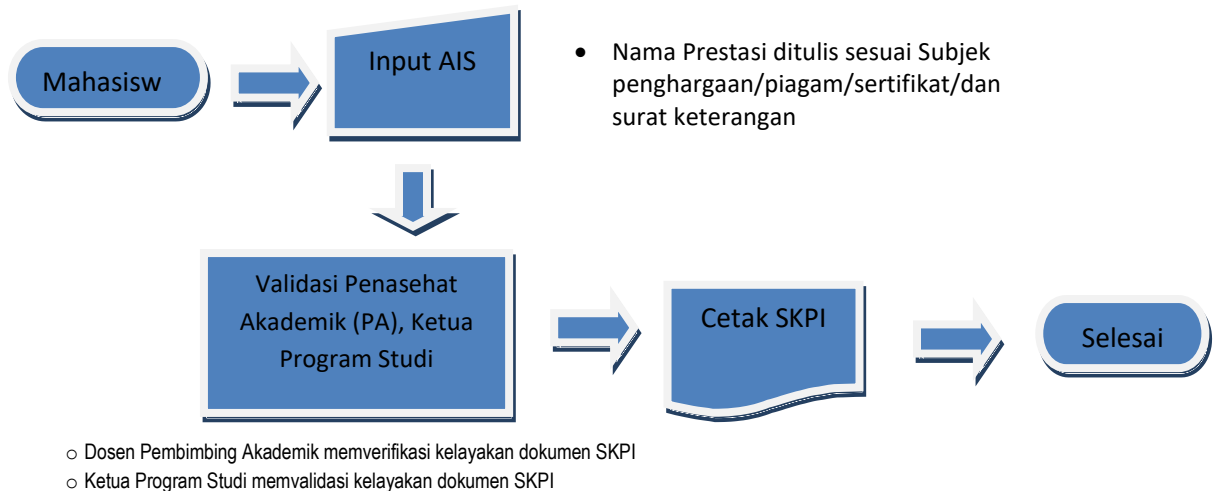 Mahasisw
Input AIS
• Nama Prestasi ditulis sesuai Subjek
penghargaan/piagam/sertifikat/dan
surat keterangan
Validasi Penasehat
Akademik (PA), Ketua
Program Studi
Cetak SKPI
Selesai
o Dosen Pembimbing Akademik memverifikasi kelayakan dokumen SKPI
o Ketua Program Studi memvalidasi kelayakan dokumen SKPI